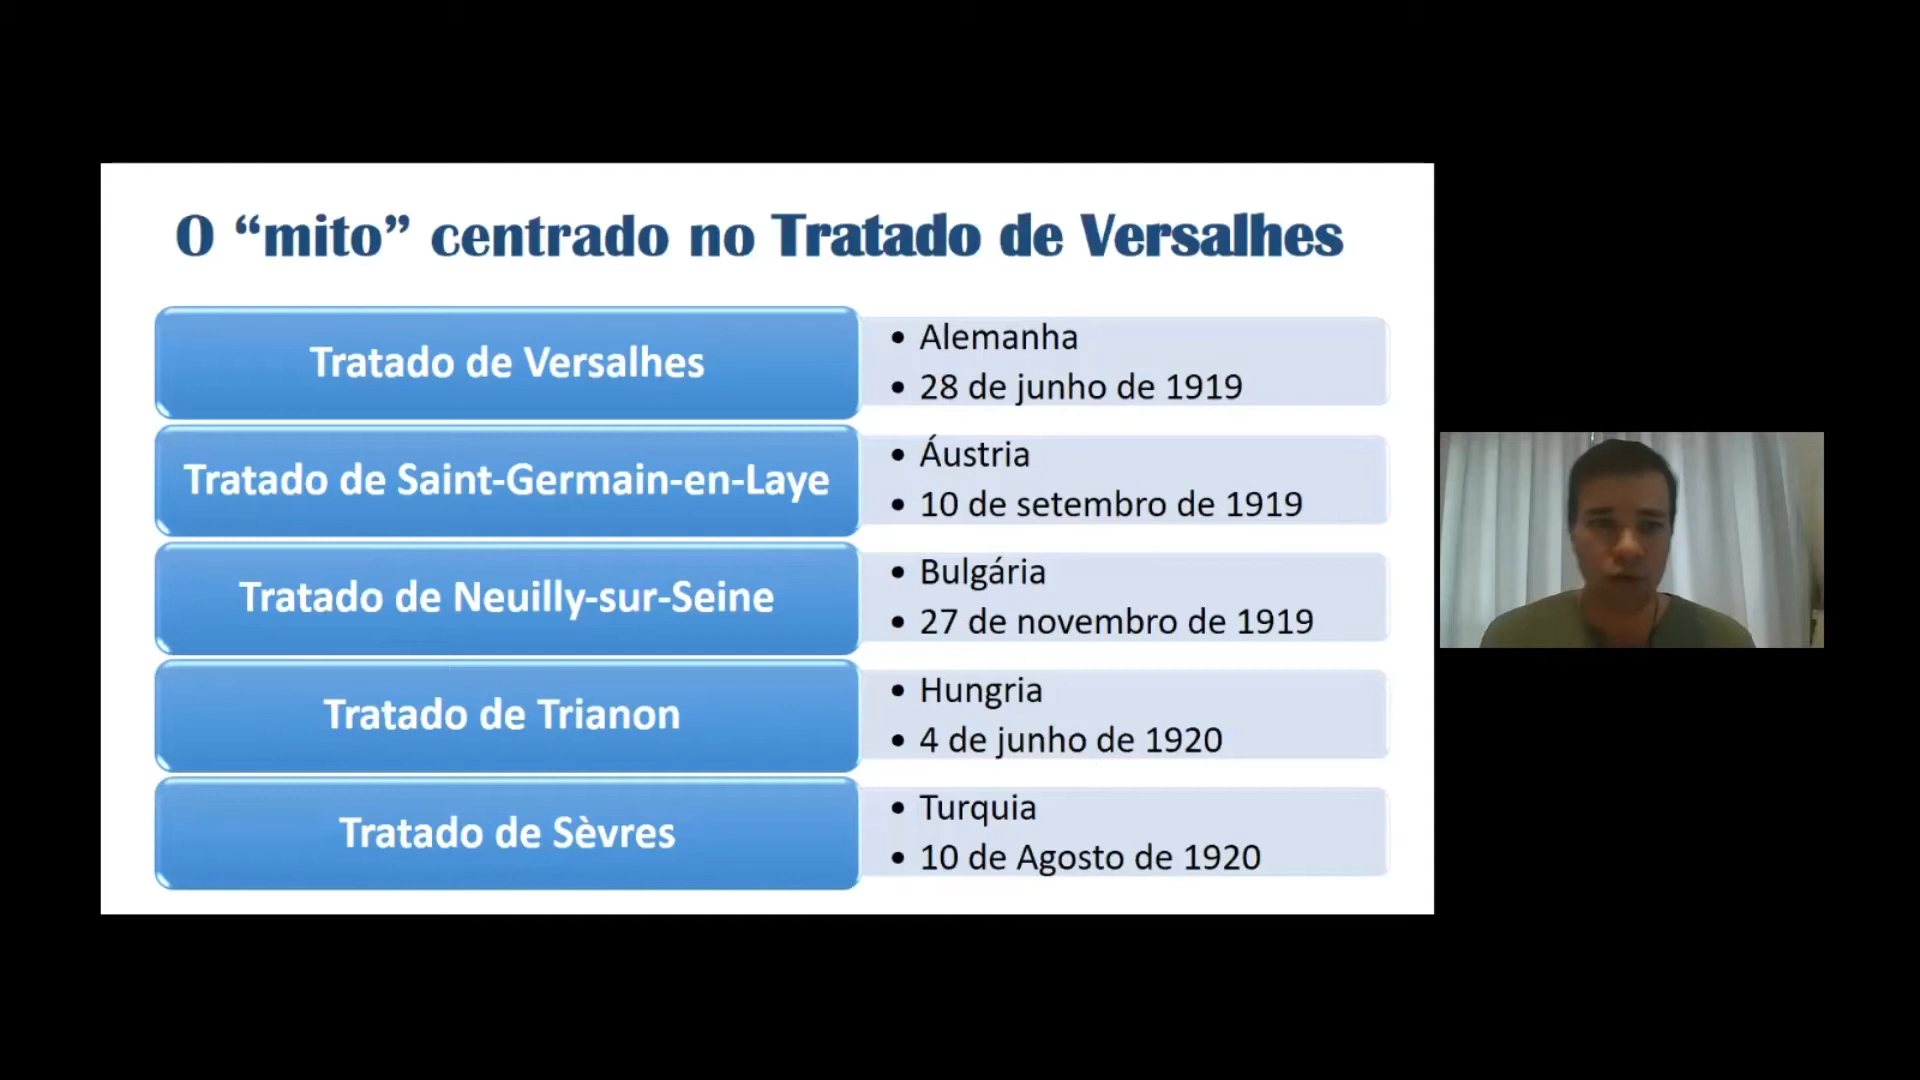 O “mito” centrado no Tratado de Versalhes
Tratado de Versalhes
• Alemanha
• 28 de junho de 1919
Tratado de Saint-Germain-en-Laye
• Áustria
• 10 de setembro de 1919
Tratado de Neuilly-sur-Seine
• Bulgária
• 27 de novembro de 1919
Tratado de Trianon
• Hungria
• 4 de junho de 1920
Tratado de Sèvres
• Turquia
• 10 de Agosto de 1920